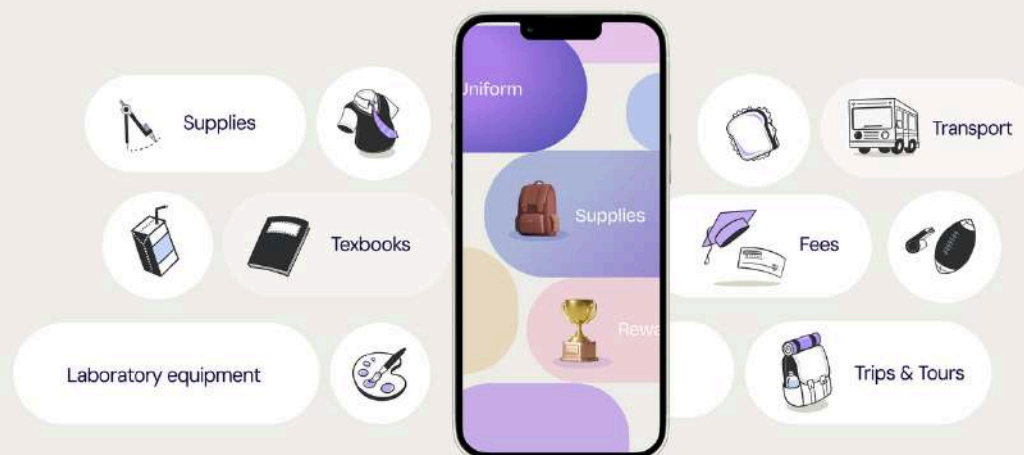 Uniform
Supplies
Transport
Supplies
Texbooks
Fees
Rewa
Laboratory equipment
Trips & Tours